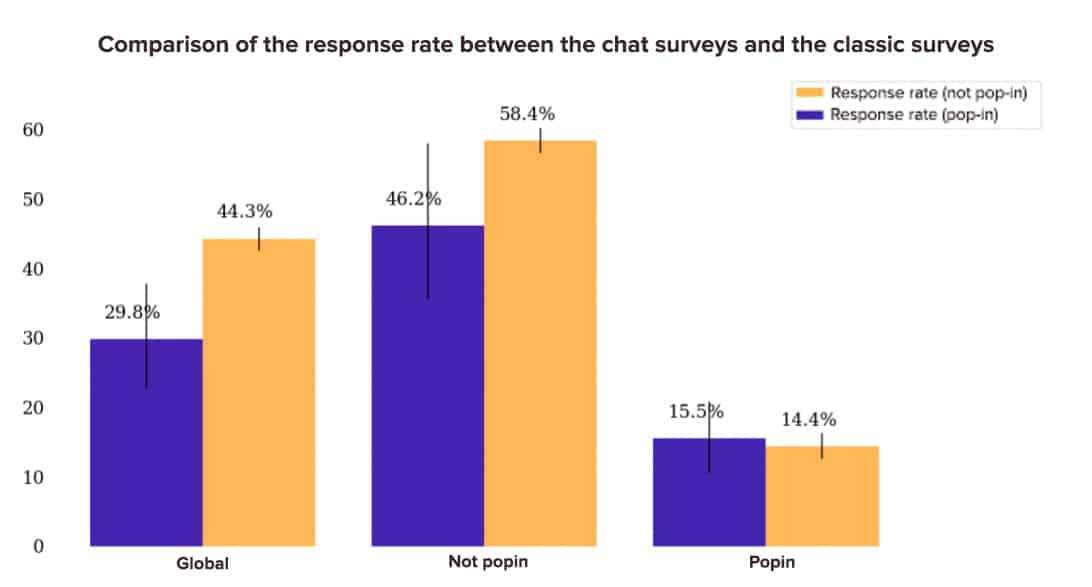 Comparison of the response rate between the chat surveys and the classic surveys
Response rate (not pop-in)
Response rate (pop-in)
60
50
40
30
20
10
0
29.8%
44.3%
46.2%
58.4%
15.5%
14.4%
Global
Not popin
Popin